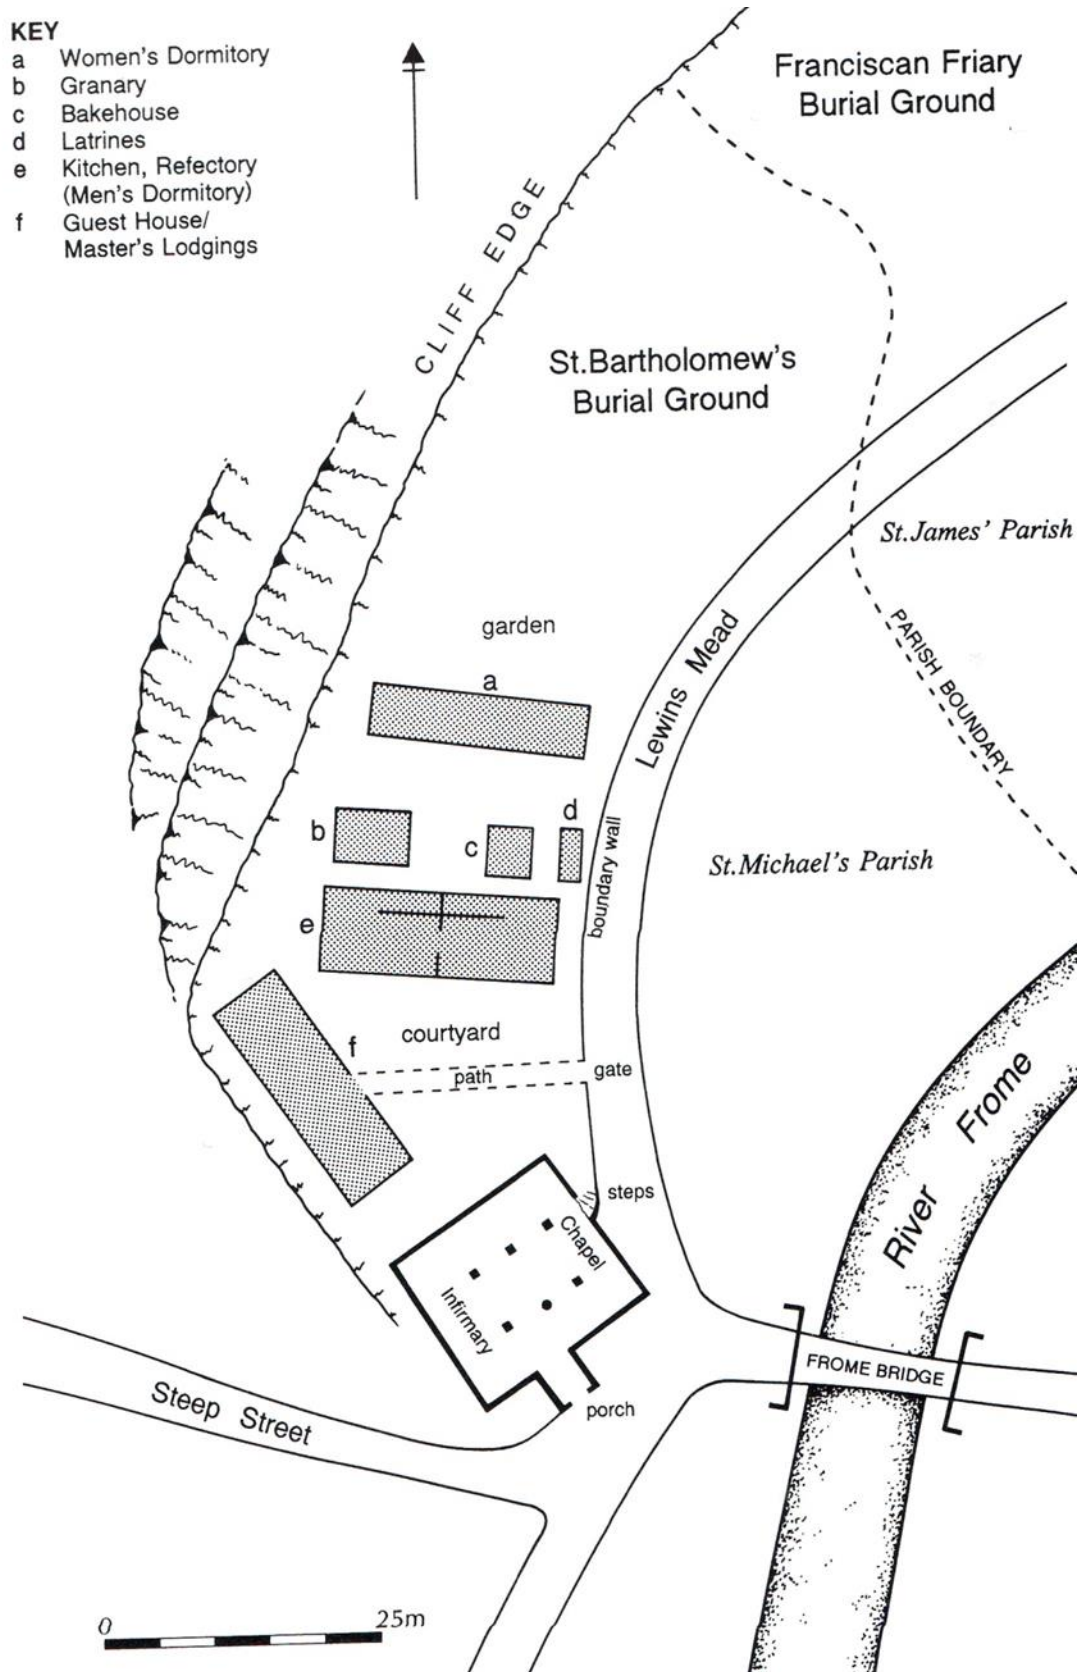 KEY
a Women's Dormitory
b Granary
c Bakehouse
d Latrines
e Kitchen, Refectory
(Men's Dormitory)
f Guest House/
Master's Lodgings
Franciscan Friary
Burial Ground
CLIFF EDGE
St.Bartholomew's
Burial Ground
St.James' Parish
garden
Lewins Mead
PARISH BOUNDARY
a
b
c
d
boundary wall
St.Michael's Parish
e
f
courtyard
path
gate
River Frome
steps
Chapel
Infirmary
FROME BRIDGE
Steep Street
porch
0 25m